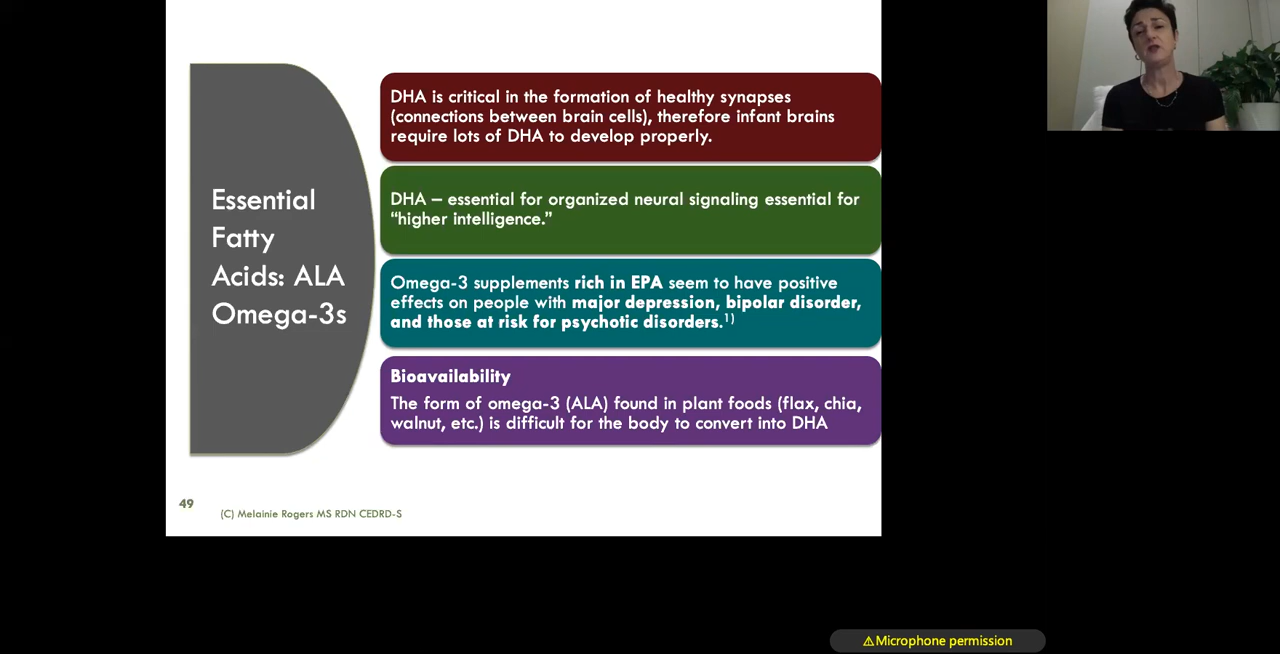 Essential
Fatty
Acids: ALA
Omega-3s
DHA is critical in the formation of healthy synapses
(connections between brain cells), therefore infant brains
require lots of DHA to develop properly.
DHA – essential for organized neural signaling essential for
“higher intelligence.”
Omega-3 supplements rich in EPA seem to have positive
effects on people with major depression, bipolar disorder,
and those at risk for psychotic disorders.1)
Bioavailability
The form of omega-3 (ALA) found in plant foods (flax, chia,
walnut, etc.) is difficult for the body to convert into DHA
49
(C) Melainie Rogers MS RDN CEDRD-S
⚠Microphone permission